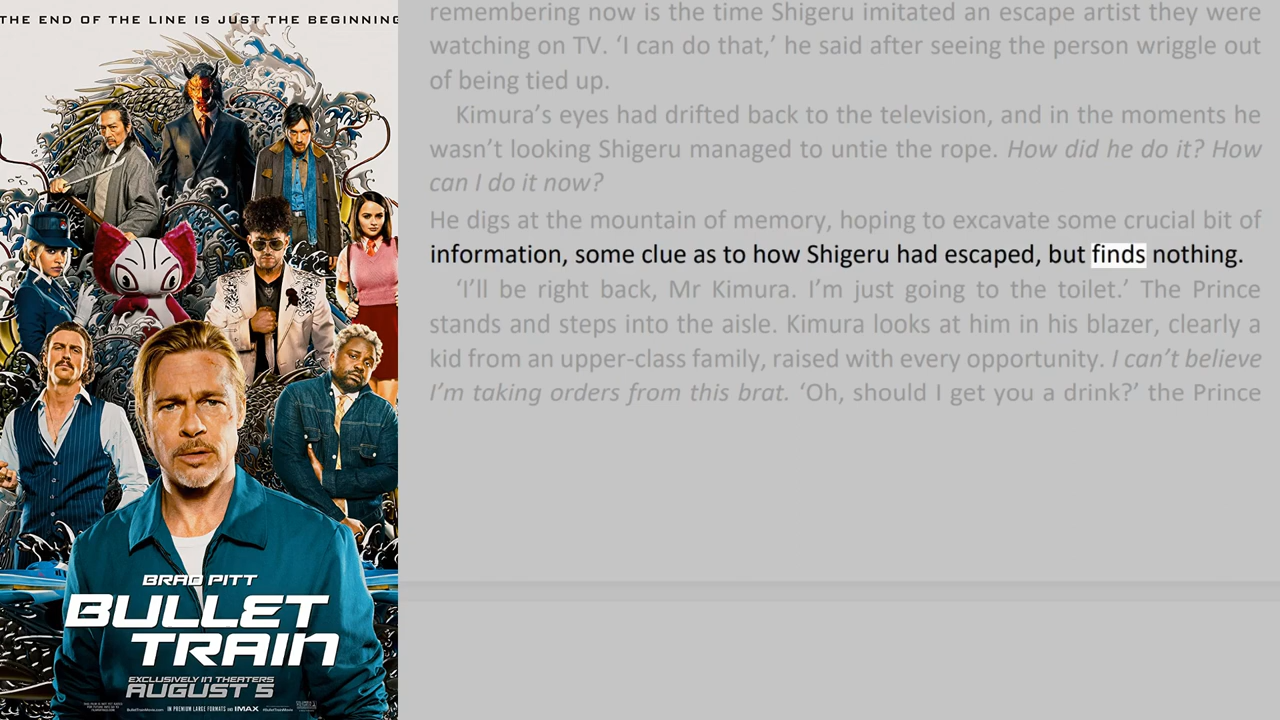 THE END OF THE LINE IS JUST THE BEGINNING
BRAD PITT
BULLET
TRAIN
EXCLUSIVELY IN THEATERS
AUGUST 5
BulletTrainMovie.com
IN PREMIUM LARGE FORMATS AND IMAX
#BulletTrainMovie
remembering now is the time Shigeru imitated an escape artist they were
watching on TV. ‘I can do that,’ he said after seeing the person wriggle out
of being tied up.
Kimura’s eyes had drifted back to the television, and in the moments he
wasn’t looking Shigeru managed to untie the rope. How did he do it? How
can I do it now?
He digs at the mountain of memory, hoping to excavate some crucial bit of
information, some clue as to how Shigeru had escaped, but finds nothing.
‘I’ll be right back, Mr Kimura. I’m just going to the toilet.’ The Prince
stands and steps into the aisle. Kimura looks at him in his blazer, clearly a
kid from an upper-class family, raised with every opportunity. I can’t believe
I’m taking orders from this brat. ‘Oh, should I get you a drink?’ the Prince